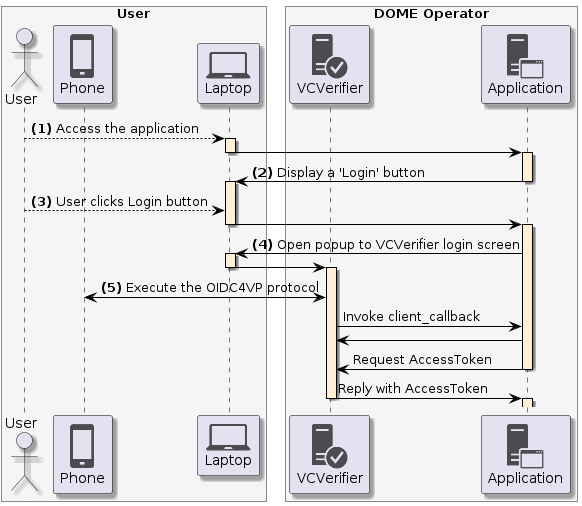 User
DOME Operator
User
Phone
Laptop
VCVerifier
Application
(1) Access the application
(2) Display a 'Login' button
(3) User clicks Login button
(4) Open popup to VCVerifier login screen
(5) Execute the OIDC4VP protocol
Invoke client_callback
Request AccessToken
Reply with AccessToken
User
Phone
Laptop
VCVerifier
Application